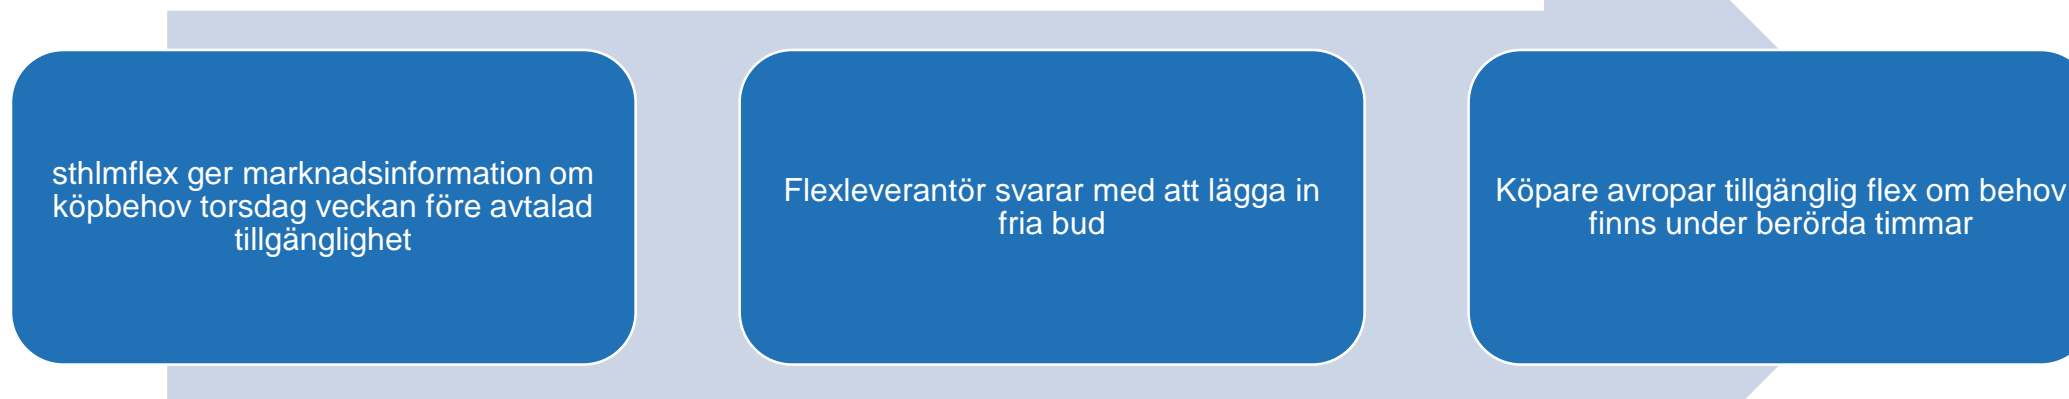 sthlmflex ger marknadsinformation om
köpbehov torsdag veckan före avtalad
tillgänglighet
Flexleverantör svarar med att lägga in
fria bud
Köpare avropar tillgänglig flex om behov
finns under berörda timmar